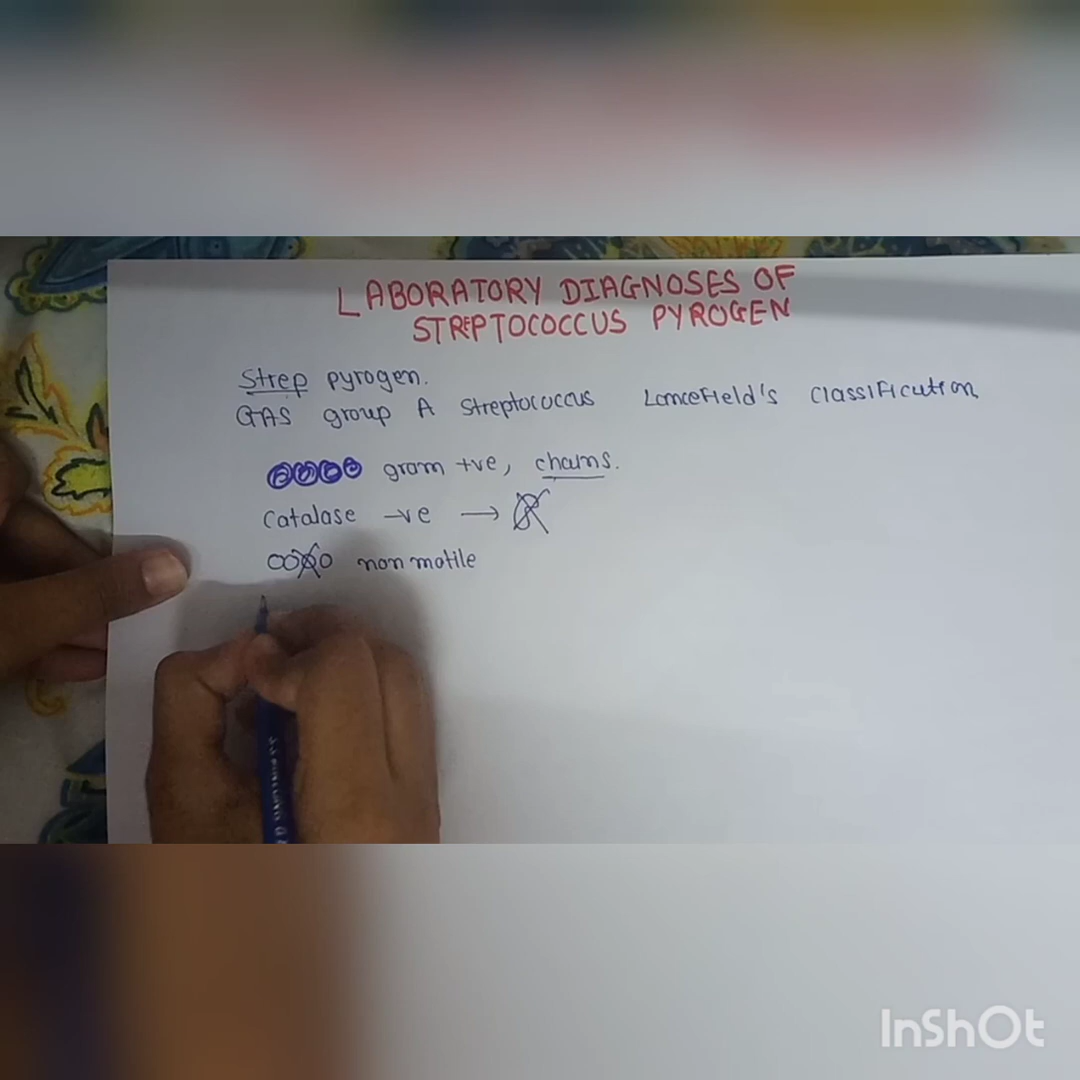 LABORATORY DIAGNOSES OF
STREPTOCOCCUS PYROGEN
Strep pyrogen.
GAS group A Streptococcus Lancefield's classification
gram +ve, chains.
catalase -ve →
non motile
InShOt